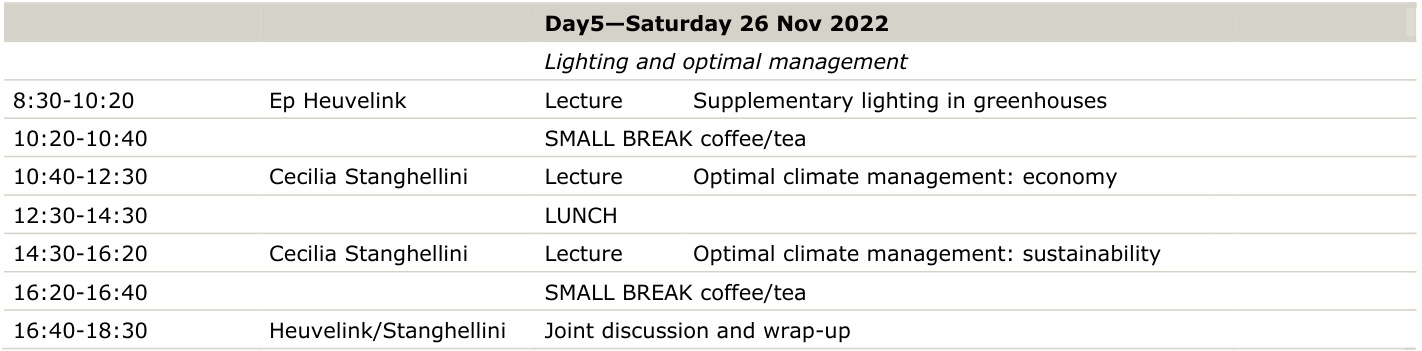 Day5—Saturday 26 Nov 2022
Lighting and optimal management
8:30-10:20 Ep Heuvelink Lecture Supplementary lighting in greenhouses
10:20-10:40 SMALL BREAK coffee/tea
10:40-12:30 Cecilia Stanghellini Lecture Optimal climate management: economy
12:30-14:30 LUNCH
14:30-16:20 Cecilia Stanghellini Lecture Optimal climate management: sustainability
16:20-16:40 SMALL BREAK coffee/tea
16:40-18:30 Heuvelink/Stanghellini Joint discussion and wrap-up